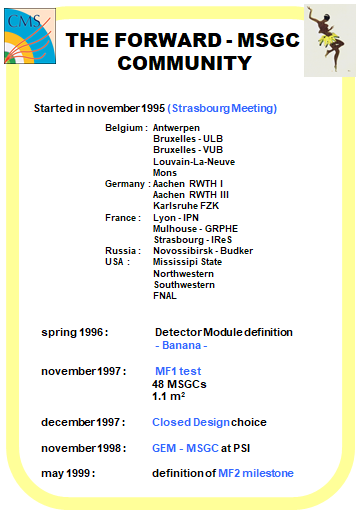 CMS
THE FORWARD - MSGC
COMMUNITY
Started in november 1995 (Strasbourg Meeting)
Belgium : Antwerpen
Bruxelles - ULB
Bruxelles - VUB
Louvain-La-Neuve
Mons
Germany : Aachen RWTH I
Aachen RWTH III
Karlsruhe FZK
France : Lyon - IPN
Mulhouse - GRPHE
Strasbourg - IReS
Russia : Novossibirsk - Budker
USA : Mississipi State
Northwestern
Southwestern
FNAL
spring 1996 : Detector Module definition
- Banana -
november 1997 : MF1 test
48 MSGCs
1.1 m²
december 1997 : Closed Design choice
november 1998 : GEM - MSGC at PSI
may 1999 : definition of MF2 milestone